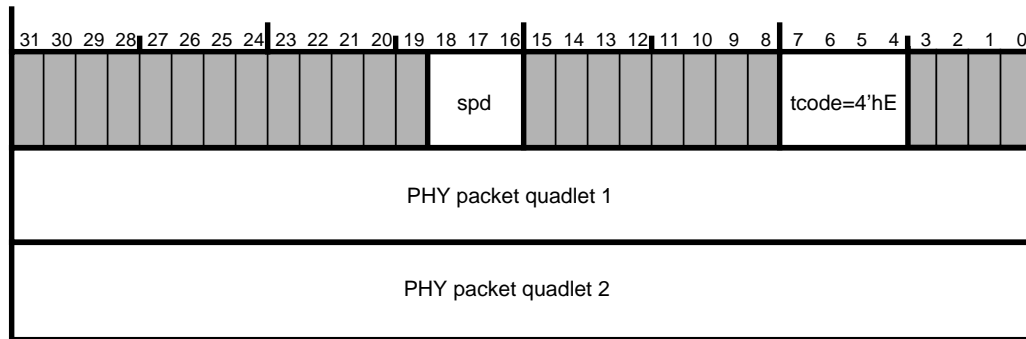 31 30 29 28 27 26 25 24 23 22 21 20 19 18 17 16 15 14 13 12 11 10 9 8 7 6 5 4 3 2 1 0
spd tcode=4’hE
PHY packet quadlet 1
PHY packet quadlet 2